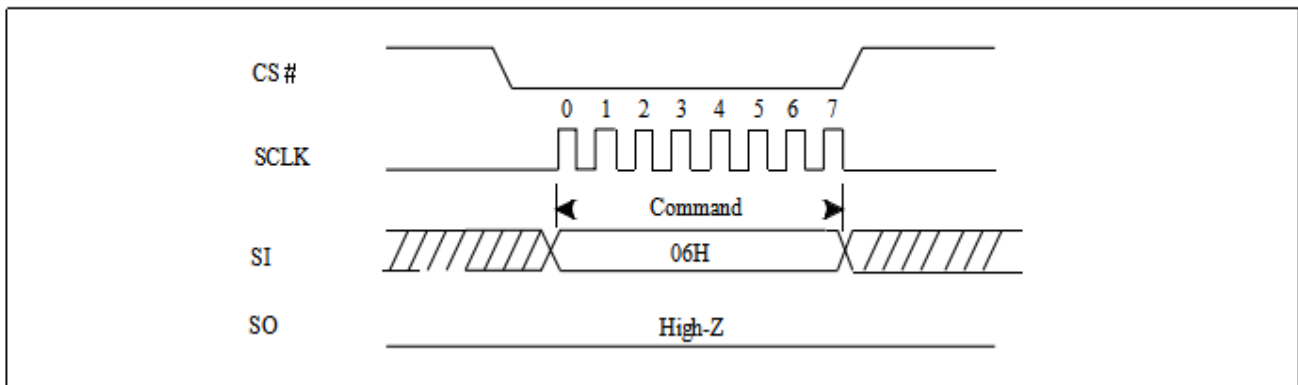 CS#
0 1 2 3 4 5 6 7
SCLK
Command
SI
06H
SO
High-Z